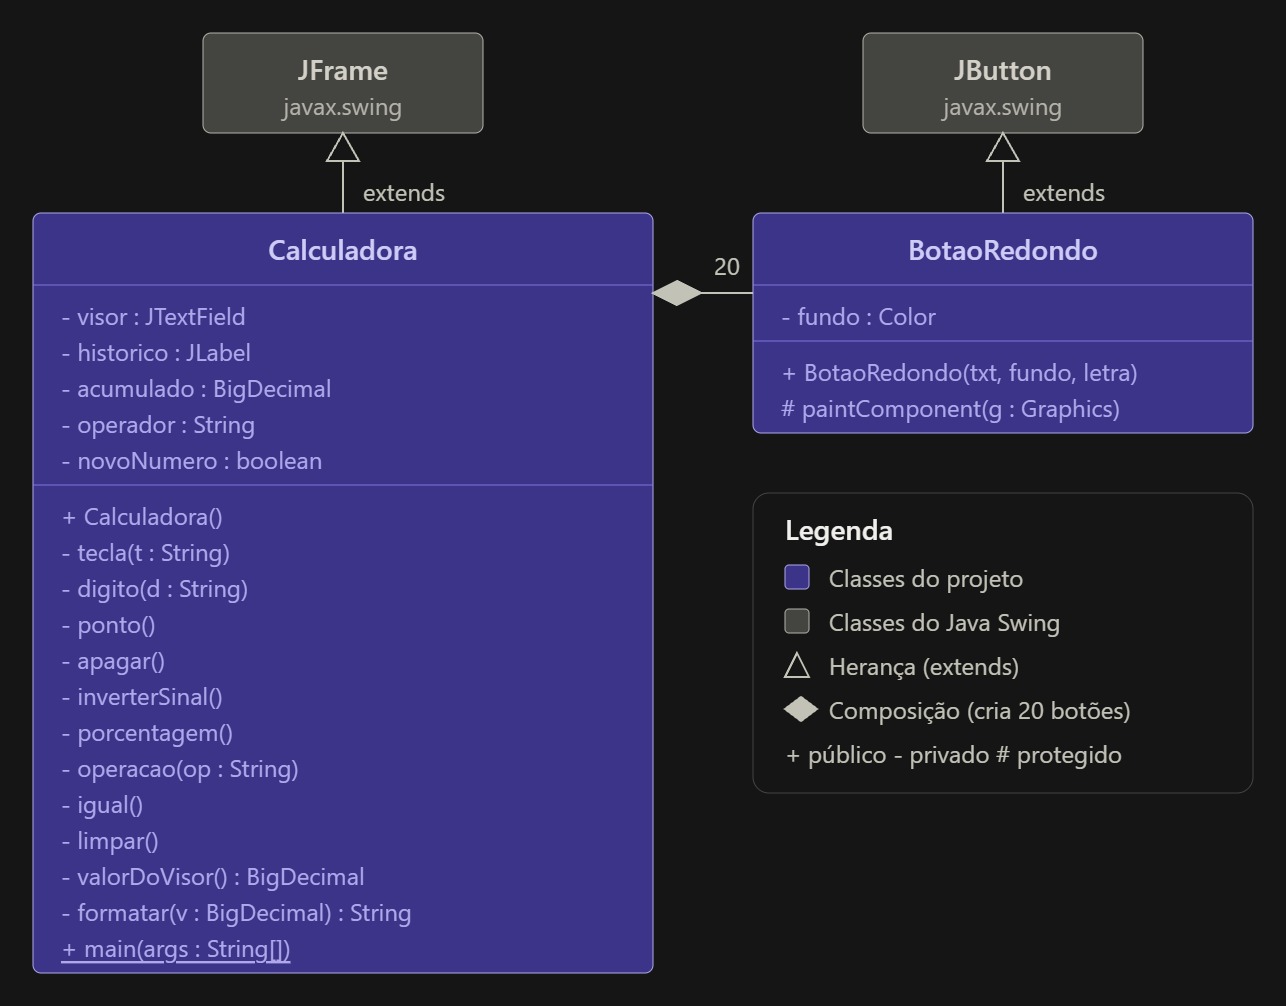 JFrame
javax.swing
extends
JButton
javax.swing
extends
Calculadora
- visor : JTextField
- historico : JLabel
- acumulado : BigDecimal
- operador : String
- novoNumero : boolean
+ Calculadora()
- tecla(t : String)
- digito(d : String)
- ponto()
- apagar()
- inverterSinal()
- porcentagem()
- operacao(op : String)
- igual()
- limpar()
- valorDoVisor() : BigDecimal
- formatar(v : BigDecimal) : String
+ main(args : String[])
20
BotaoRedondo
- fundo : Color
+ BotaoRedondo(txt, fundo, letra)
# paintComponent(g : Graphics)
Legenda
Classes do projeto
Classes do Java Swing
Herança (extends)
Composição (cria 20 botões)
+ público - privado # protegido